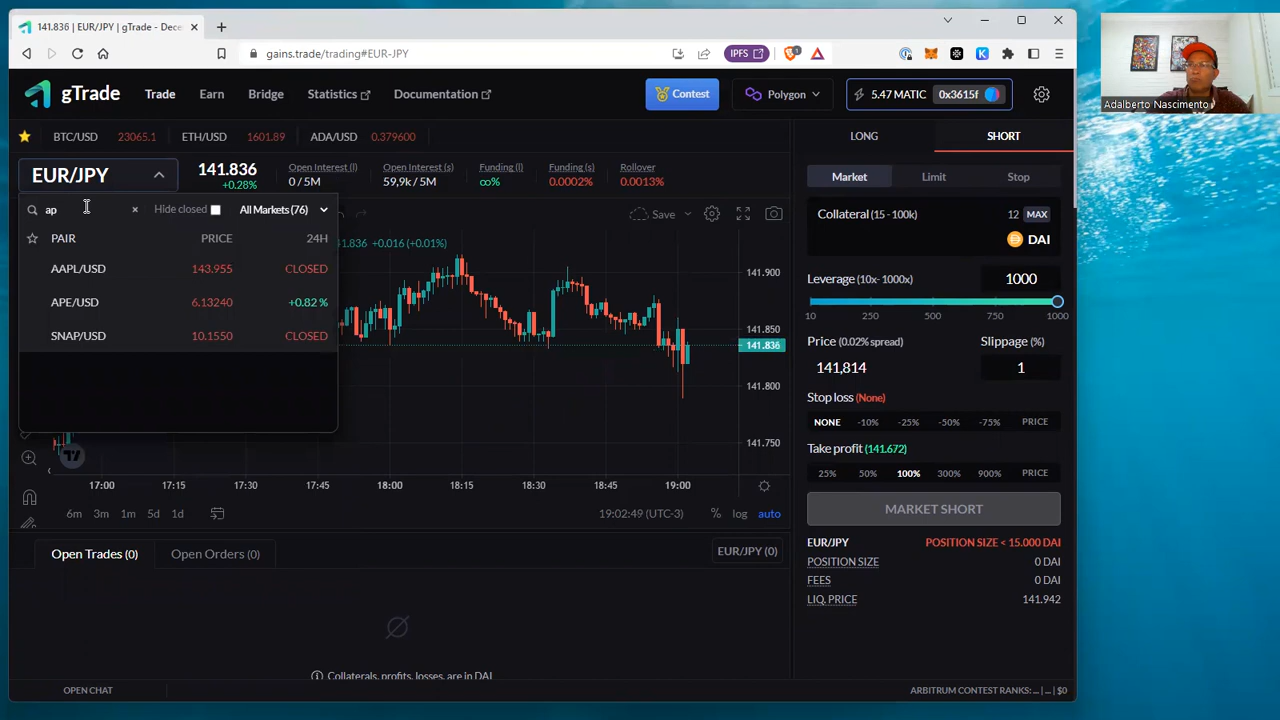 141.836 | EUR/JPY | gTrade - Dece
gains.trade/trading#EUR-JPY
IPFS
gTrade
Trade
Earn
Bridge
Statistics
Documentation
Contest
Polygon
5.47 MATIC
0x3615f
Adalberto Nascimento
BTC/USD 23065.1
ETH/USD 1601.89
ADA/USD 0.379600
EUR/JPY
141.836
+0.28%
Open Interest (l)
0 / 5M
Open Interest (s)
59,9k / 5M
Funding (l)
∞%
Funding (s)
0.0002%
Rollover
0.0013%
ap
Hide closed
All Markets (76)
PAIR PRICE 24H
AAPL/USD 143.955 CLOSED
APE/USD 6.13240 +0.82 %
SNAP/USD 10.1550 CLOSED
Save
41.836 +0.016 (+0.01%)
141.900
141.850
141.836
141.800
141.750
17:00 17:15 17:30 17:45 18:00 18:15 18:30 18:45 19:00
6m 3m 1m 5d 1d
19:02:49 (UTC-3)
% log auto
Open Trades (0)
Open Orders (0)
EUR/JPY (0)
Collaterals, profits, losses, are in DAI
LONG SHORT
Market Limit Stop
Collateral (15 - 100k)
12 MAX
DAI
Leverage (10x - 1000x)
1000
10 250 500 750 1000
Price (0.02% spread)
141,814
Slippage (%)
1
Stop loss (None)
NONE -10% -25% -50% -75% PRICE
Take profit (141.672)
25% 50% 100% 300% 900% PRICE
MARKET SHORT
EUR/JPY POSITION SIZE < 15.000 DAI
POSITION SIZE 0 DAI
FEES 0 DAI
LIQ. PRICE 141.942
OPEN CHAT
ARBITRUM CONTEST RANKS: ... | ... | $0